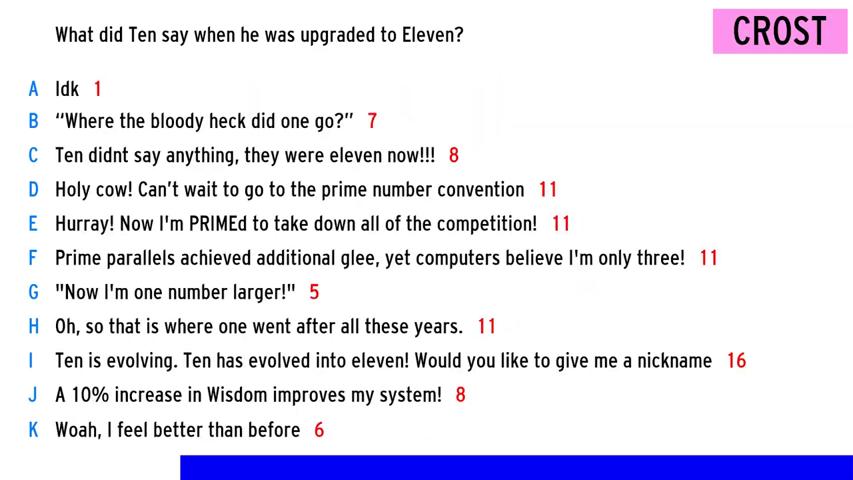 What did Ten say when he was upgraded to Eleven?
CROST
A Idk 1
B “Where the bloody heck did one go?” 7
C Ten didnt say anything, they were eleven now!!! 8
D Holy cow! Can’t wait to go to the prime number convention 11
E Hurray! Now I'm PRIMEd to take down all of the competition! 11
F Prime parallels achieved additional glee, yet computers believe I'm only three! 11
G "Now I'm one number larger!" 5
H Oh, so that is where one went after all these years. 11
I Ten is evolving. Ten has evolved into eleven! Would you like to give me a nickname 16
J A 10% increase in Wisdom improves my system! 8
K Woah, I feel better than before 6